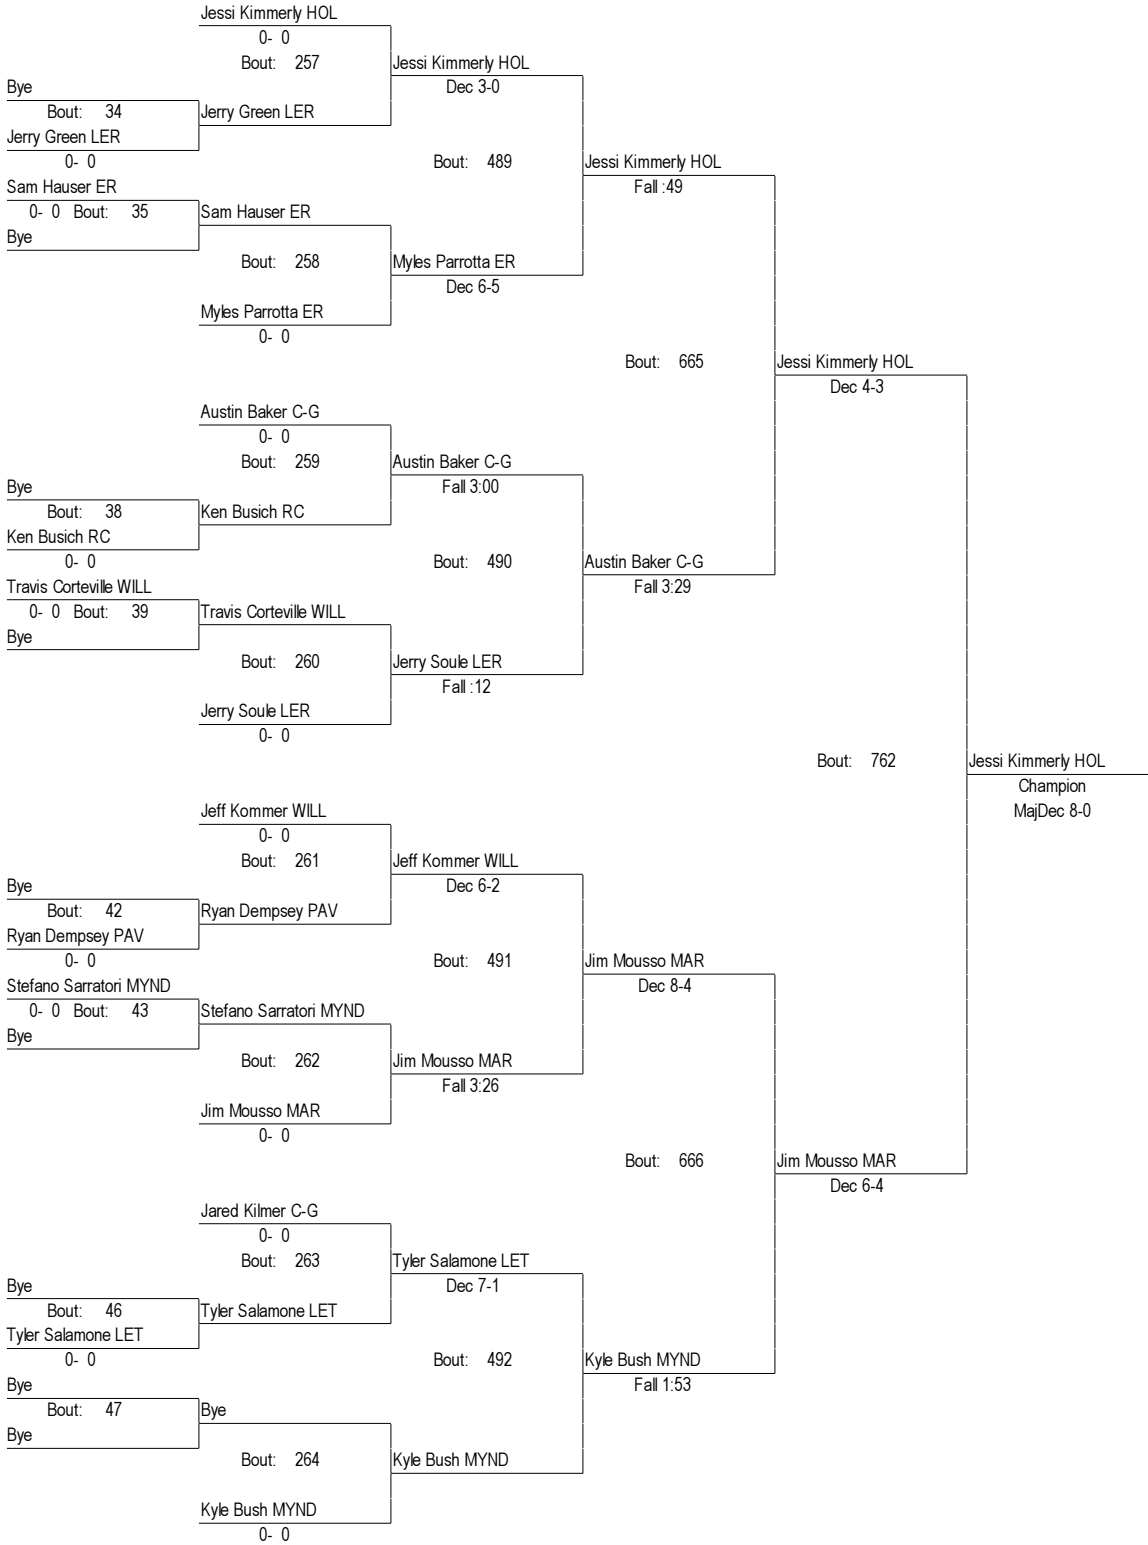 Jessi Kimmerly HOL
0- 0
Bout: 257
Jessi Kimmerly HOL
Dec 3-0
Bye
Bout: 34
Jerry Green LER
Jerry Green LER
0- 0
Bout: 489
Jessi Kimmerly HOL
Fall :49
Sam Hauser ER
0- 0 Bout: 35
Sam Hauser ER
Bye
Bout: 258
Myles Parrotta ER
Dec 6-5
Myles Parrotta ER
0- 0
Bout: 665
Jessi Kimmerly HOL
Dec 4-3
Austin Baker C-G
0- 0
Bout: 259
Austin Baker C-G
Fall 3:00
Bye
Bout: 38
Ken Busich RC
Ken Busich RC
0- 0
Bout: 490
Austin Baker C-G
Fall 3:29
Travis Corteville WILL
0- 0 Bout: 39
Travis Corteville WILL
Bye
Bout: 260
Jerry Soule LER
Fall :12
Jerry Soule LER
0- 0
Bout: 762
Jessi Kimmerly HOL
Champion
MajDec 8-0
Jeff Kommer WILL
0- 0
Bout: 261
Jeff Kommer WILL
Dec 6-2
Bye
Bout: 42
Ryan Dempsey PAV
Ryan Dempsey PAV
0- 0
Bout: 491
Jim Mousso MAR
Dec 8-4
Stefano Sarratori MYND
0- 0 Bout: 43
Stefano Sarratori MYND
Bye
Bout: 262
Jim Mousso MAR
Fall 3:26
Jim Mousso MAR
0- 0
Bout: 666
Jim Mousso MAR
Dec 6-4
Jared Kilmer C-G
0- 0
Bout: 263
Tyler Salamone LET
Dec 7-1
Bye
Bout: 46
Tyler Salamone LET
Tyler Salamone LET
0- 0
Bout: 492
Kyle Bush MYND
Fall 1:53
Bye
Bout: 47
Bye
Bye
Bout: 264
Kyle Bush MYND
Kyle Bush MYND
0- 0